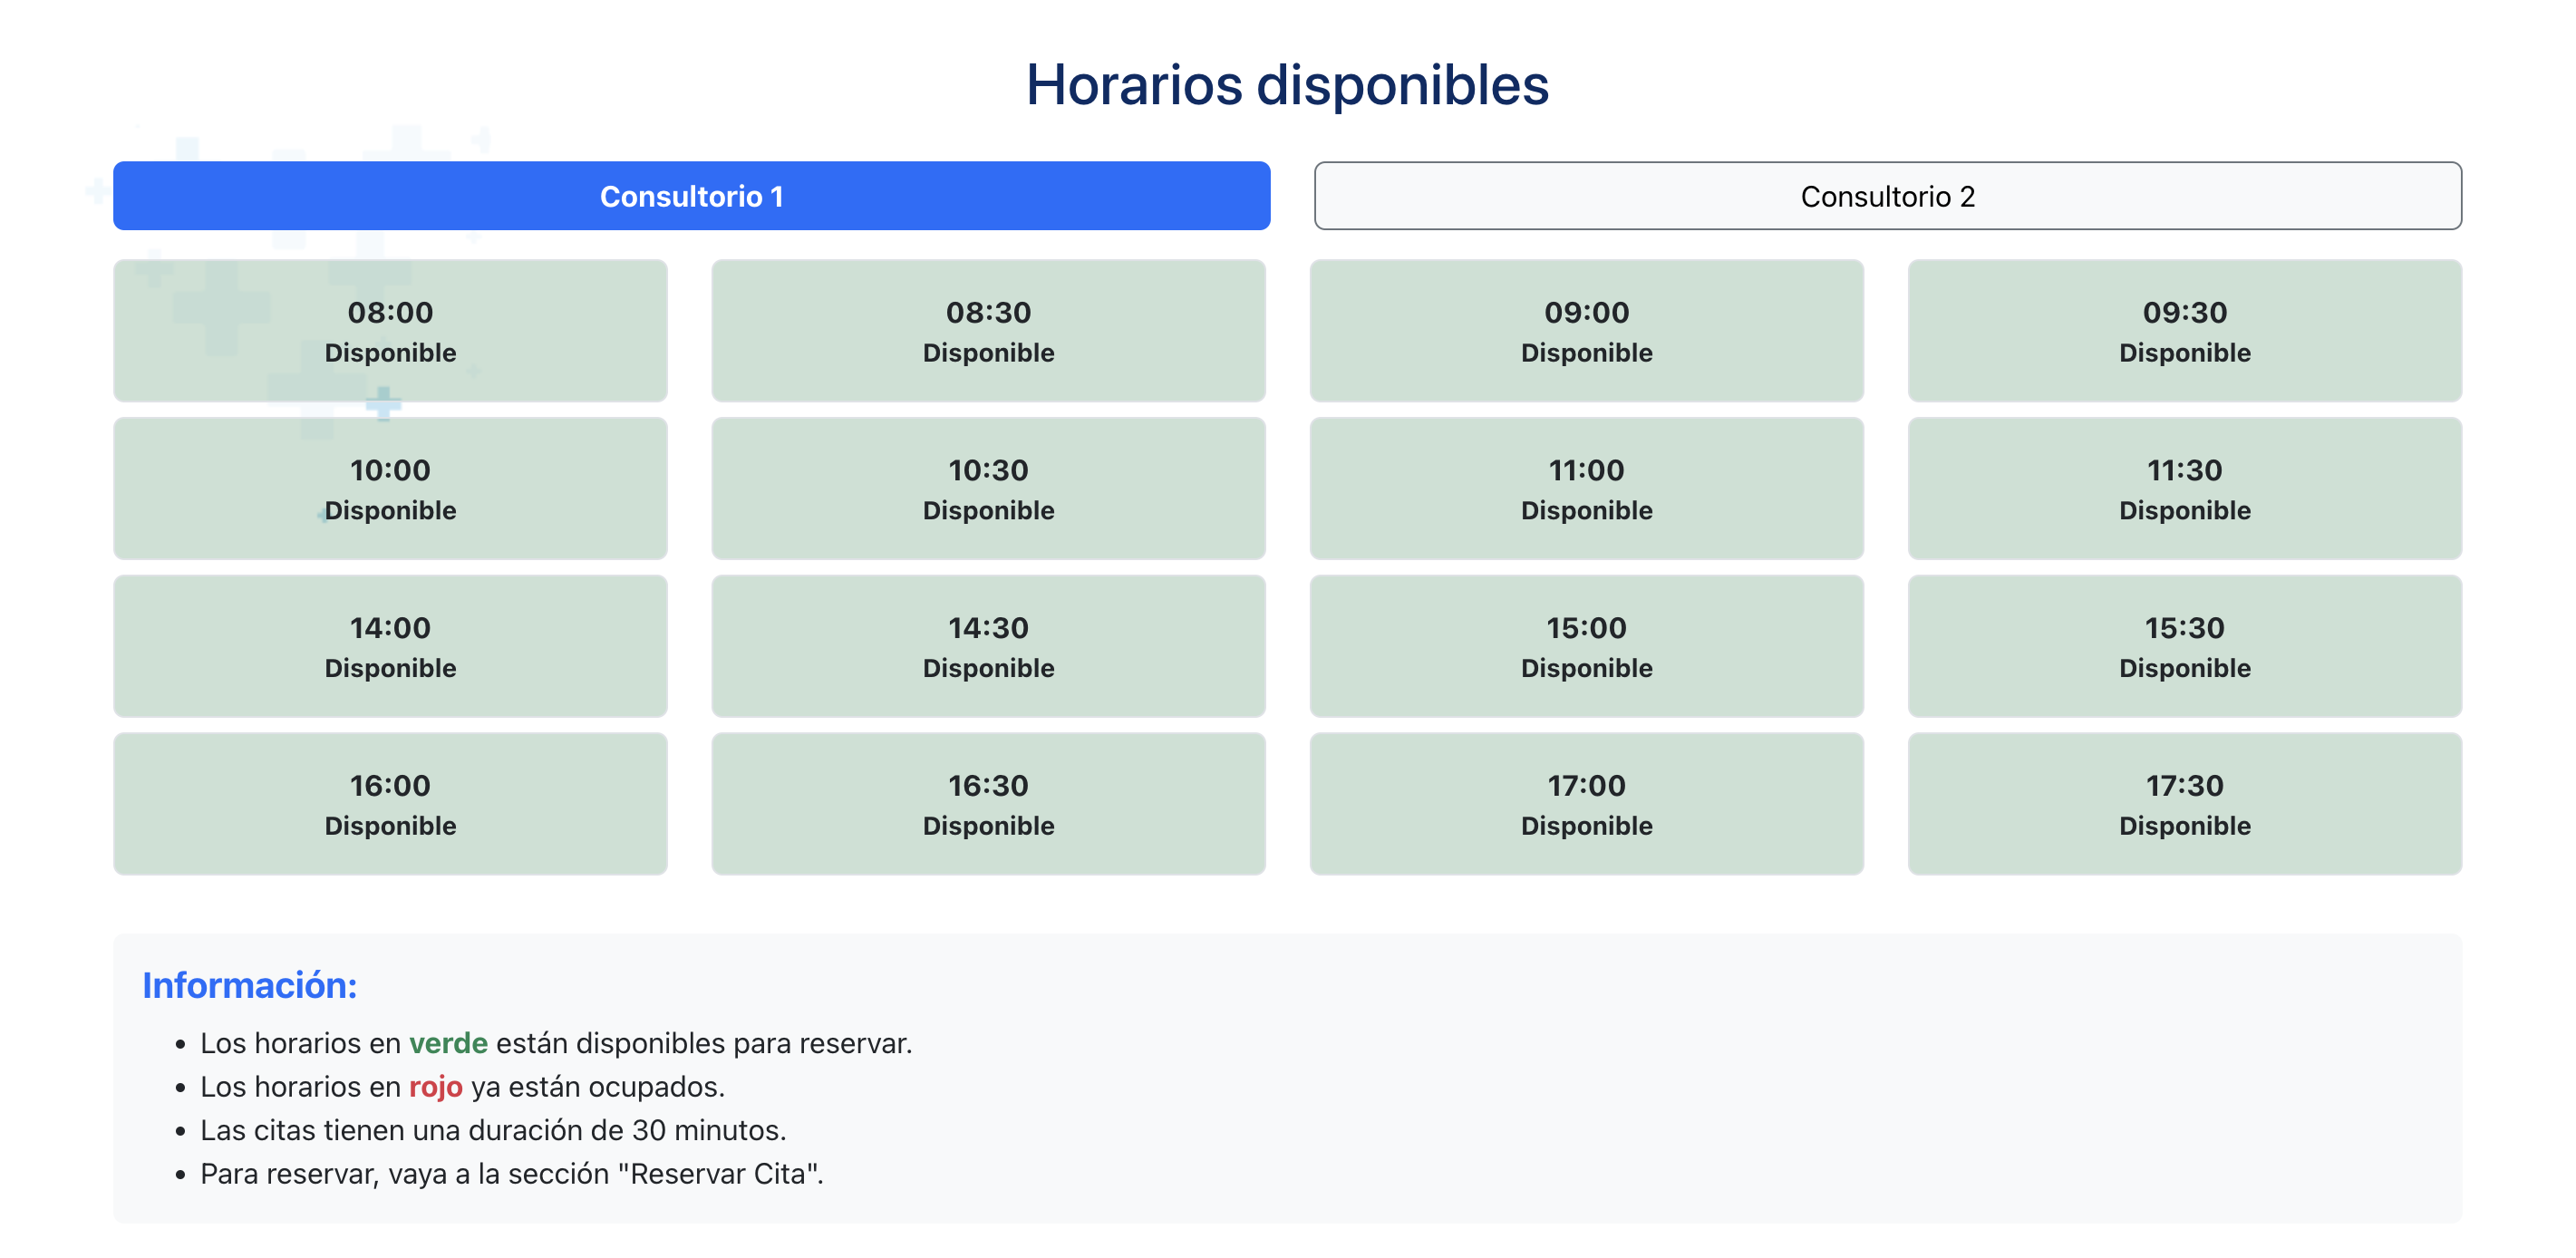 Horarios disponibles
Consultorio 1
Consultorio 2
08:00
Disponible
08:30
Disponible
09:00
Disponible
09:30
Disponible
10:00
Disponible
10:30
Disponible
11:00
Disponible
11:30
Disponible
14:00
Disponible
14:30
Disponible
15:00
Disponible
15:30
Disponible
16:00
Disponible
16:30
Disponible
17:00
Disponible
17:30
Disponible
Información:
• Los horarios en verde están disponibles para reservar.
• Los horarios en rojo ya están ocupados.
• Las citas tienen una duración de 30 minutos.
• Para reservar, vaya a la sección "Reservar Cita".